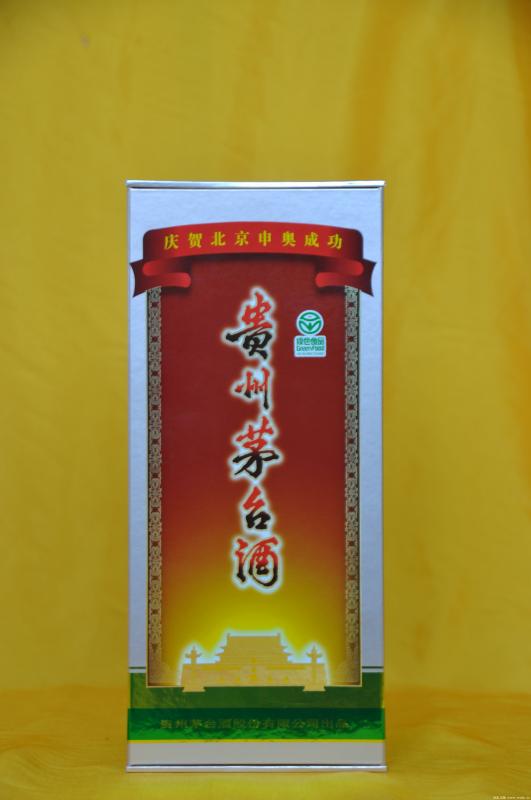 庆贺北京申奥成功
貴州茅台酒
绿色食品
GreenFood
贵州茅台酒股份有限公司出品